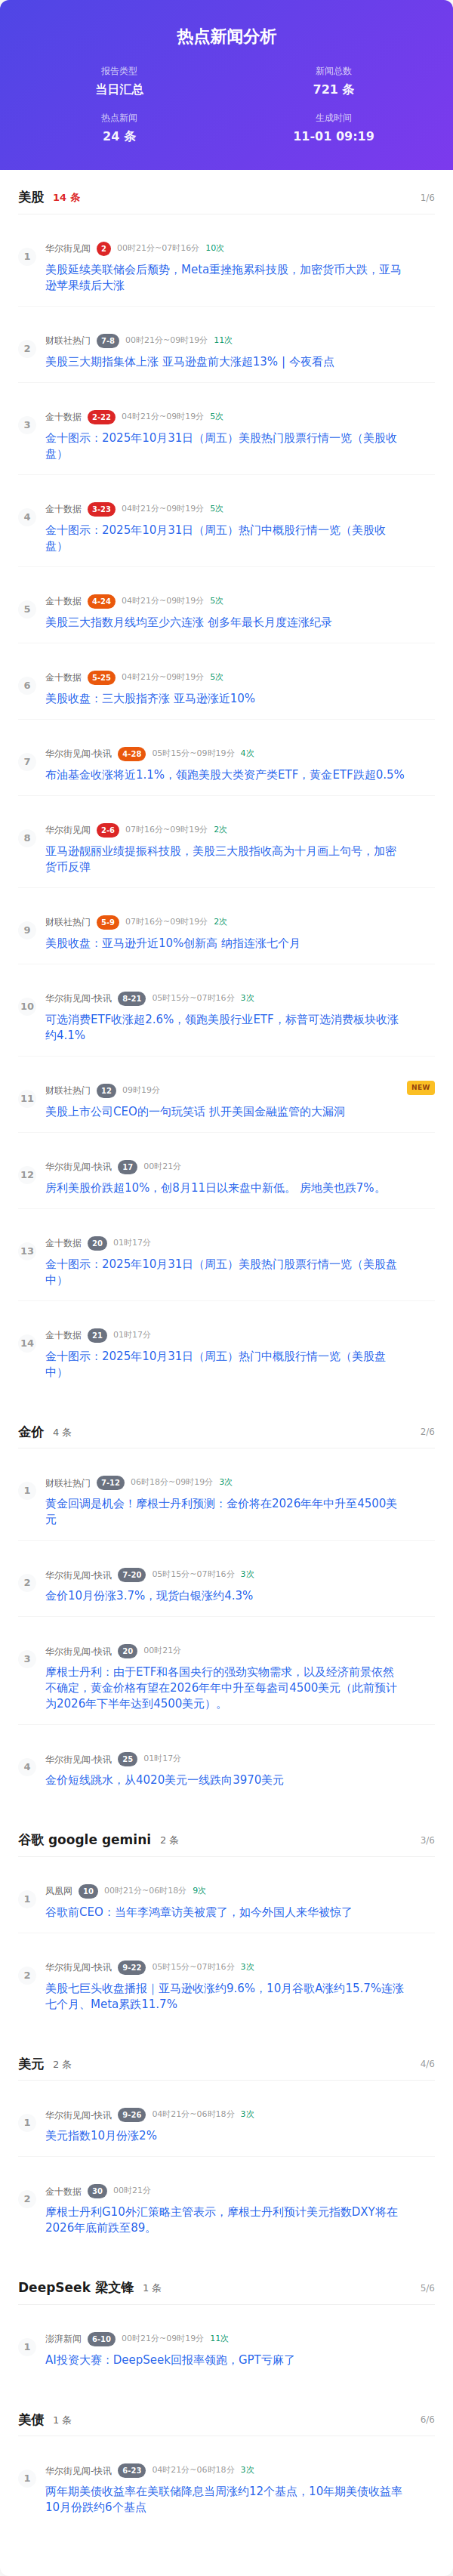 热点新闻分析
报告类型
当日汇总
新闻总数
721 条
热点新闻
24 条
生成时间
11-01 09:19
美股 14 条 1/6
1
华尔街见闻 2 00时21分~07时16分 10次
美股延续美联储会后颓势，Meta重挫拖累科技股，加密货币大跌，亚马
逊苹果绩后大涨
2
财联社热门 7-8 00时21分~09时19分 11次
美股三大期指集体上涨 亚马逊盘前大涨超13% | 今夜看点
3
金十数据 2-22 04时21分~09时19分 5次
金十图示：2025年10月31日（周五）美股热门股票行情一览（美股收
盘）
4
金十数据 3-23 04时21分~09时19分 5次
金十图示：2025年10月31日（周五）热门中概股行情一览（美股收
盘）
5
金十数据 4-24 04时21分~09时19分 5次
美股三大指数月线均至少六连涨 创多年最长月度连涨纪录
6
金十数据 5-25 04时21分~09时19分 5次
美股收盘：三大股指齐涨 亚马逊涨近10%
7
华尔街见闻-快讯 4-28 05时15分~09时19分 4次
布油基金收涨将近1.1%，领跑美股大类资产类ETF，黄金ETF跌超0.5%
8
华尔街见闻 2-6 07时16分~09时19分 2次
亚马逊靓丽业绩提振科技股，美股三大股指收高为十月画上句号，加密
货币反弹
9
财联社热门 5-9 07时16分~09时19分 2次
美股收盘：亚马逊升近10%创新高 纳指连涨七个月
10
华尔街见闻-快讯 8-21 05时15分~07时16分 3次
可选消费ETF收涨超2.6%，领跑美股行业ETF，标普可选消费板块收涨
约4.1%
11
财联社热门 12 09时19分 NEW
美股上市公司CEO的一句玩笑话 扒开美国金融监管的大漏洞
12
华尔街见闻-快讯 17 00时21分
房利美股价跌超10%，创8月11日以来盘中新低。 房地美也跌7%。
13
金十数据 20 01时17分
金十图示：2025年10月31日（周五）美股热门股票行情一览（美股盘
中）
14
金十数据 21 01时17分
金十图示：2025年10月31日（周五）热门中概股行情一览（美股盘
中）
金价 4 条 2/6
1
财联社热门 7-12 06时18分~09时19分 3次
黄金回调是机会！摩根士丹利预测：金价将在2026年年中升至4500美
元
2
华尔街见闻-快讯 7-20 05时15分~07时16分 3次
金价10月份涨3.7%，现货白银涨约4.3%
3
华尔街见闻-快讯 20 00时21分
摩根士丹利：由于ETF和各国央行的强劲实物需求，以及经济前景依然
不确定，黄金价格有望在2026年年中升至每盎司4500美元（此前预计
为2026年下半年达到4500美元）。
4
华尔街见闻-快讯 25 01时17分
金价短线跳水，从4020美元一线跌向3970美元
谷歌 google gemini 2 条 3/6
1
凤凰网 10 00时21分~06时18分 9次
谷歌前CEO：当年李鸿章访美被震了，如今外国人来华被惊了
2
华尔街见闻-快讯 9-22 05时15分~07时16分 3次
美股七巨头收盘播报｜亚马逊收涨约9.6%，10月谷歌A涨约15.7%连涨
七个月、Meta累跌11.7%
美元 2 条 4/6
1
华尔街见闻-快讯 9-26 04时21分~06时18分 3次
美元指数10月份涨2%
2
金十数据 30 00时21分
摩根士丹利G10外汇策略主管表示，摩根士丹利预计美元指数DXY将在
2026年底前跌至89。
DeepSeek 梁文锋 1 条 5/6
1
澎湃新闻 6-10 00时21分~09时19分 11次
AI投资大赛：DeepSeek回报率领跑，GPT亏麻了
美债 1 条 6/6
1
华尔街见闻-快讯 6-23 04时21分~06时18分 3次
两年期美债收益率在美联储降息当周涨约12个基点，10年期美债收益率
10月份跌约6个基点